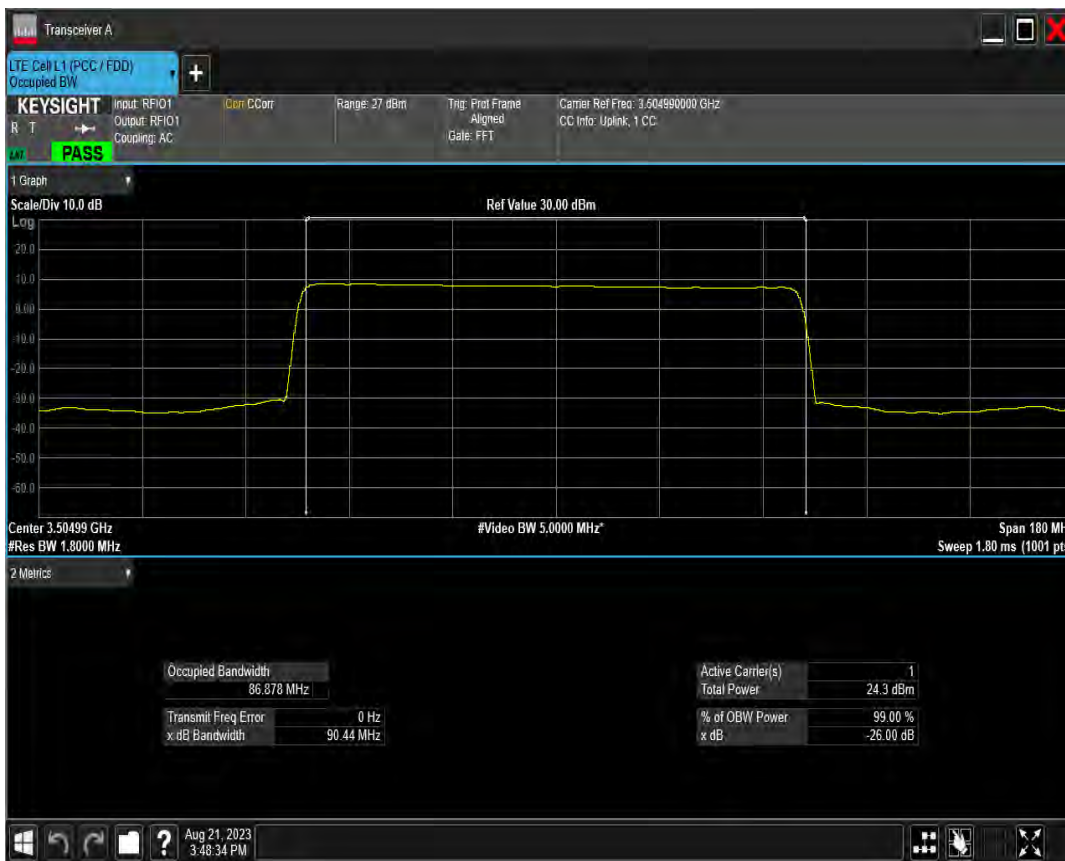 Transceiver A
LTE Cell L1 (PCC / FDD)
Occupied BW
KEYSIGHT
R T
PASS
Input: RFIO1
Output: RFIO1
Coupling: AC
Corr CCorr
Range: 27 dBm
Trig: Prot Frame
Aligned
Gate: FFT
Carrier Ref Freq: 3.504990000 GHz
CC Info: Uplink, 1 CC
1 Graph
Scale/Div 10.0 dB
Ref Value 30.00 dBm
Log
20.0
10.0
0.00
-10.0
-20.0
-30.0
-40.0
-50.0
-60.0
Center 3.50499 GHz
#Video BW 5.0000 MHz*
Span 180 MH
#Res BW 1.8000 MHz
Sweep 1.80 ms (1001 pts
2 Metrics
Occupied Bandwidth
86.878 MHz
Transmit Freq Error 0 Hz
x dB Bandwidth 90.44 MHz
Active Carrier(s) 1
Total Power 24.3 dBm
% of OBW Power 99.00 %
x dB -26.00 dB
?
Aug 21, 2023
3:48:34 PM